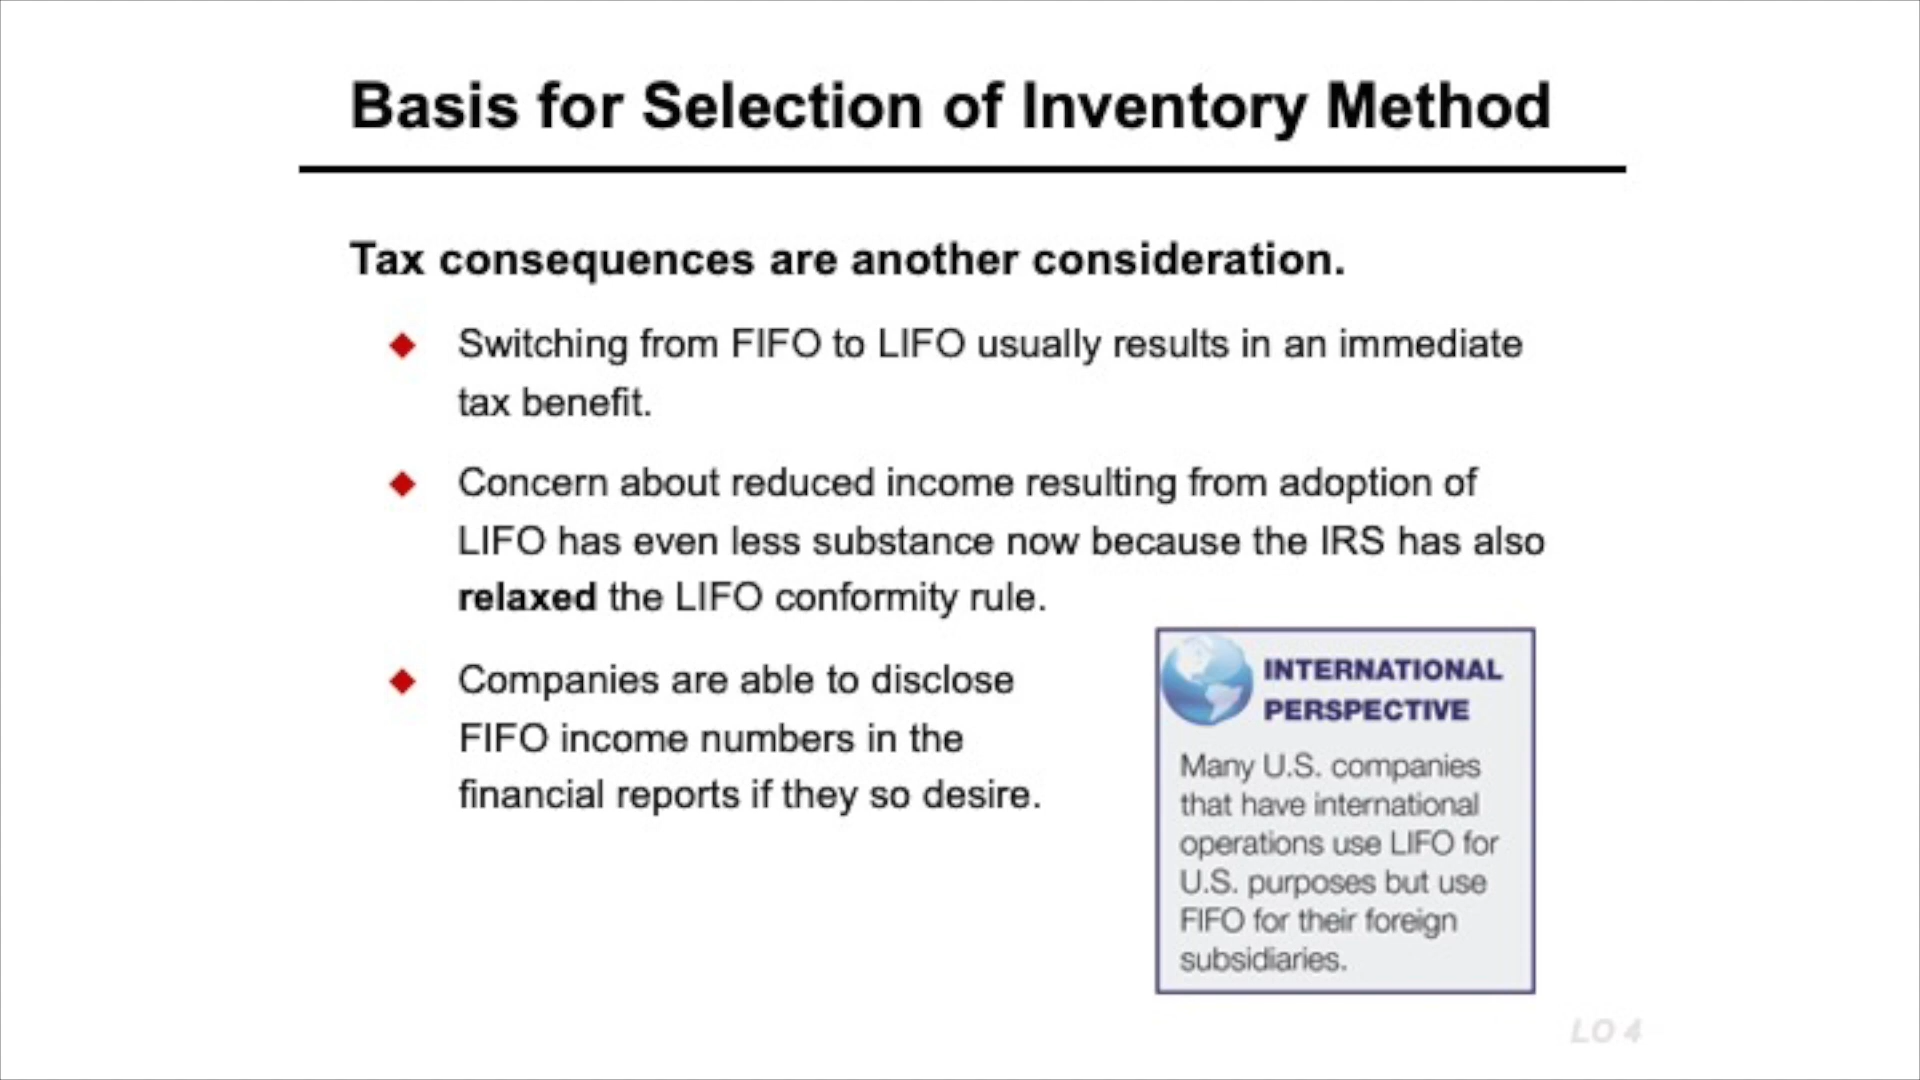 Basis for Selection of Inventory Method
Tax consequences are another consideration.
Switching from FIFO to LIFO usually results in an immediate
tax benefit.
Concern about reduced income resulting from adoption of
LIFO has even less substance now because the IRS has also
relaxed the LIFO conformity rule.
Companies are able to disclose
FIFO income numbers in the
financial reports if they so desire.
INTERNATIONAL
PERSPECTIVE
Many U.S. companies
that have international
operations use LIFO for
U.S. purposes but use
FIFO for their foreign
subsidiaries.
LO 4